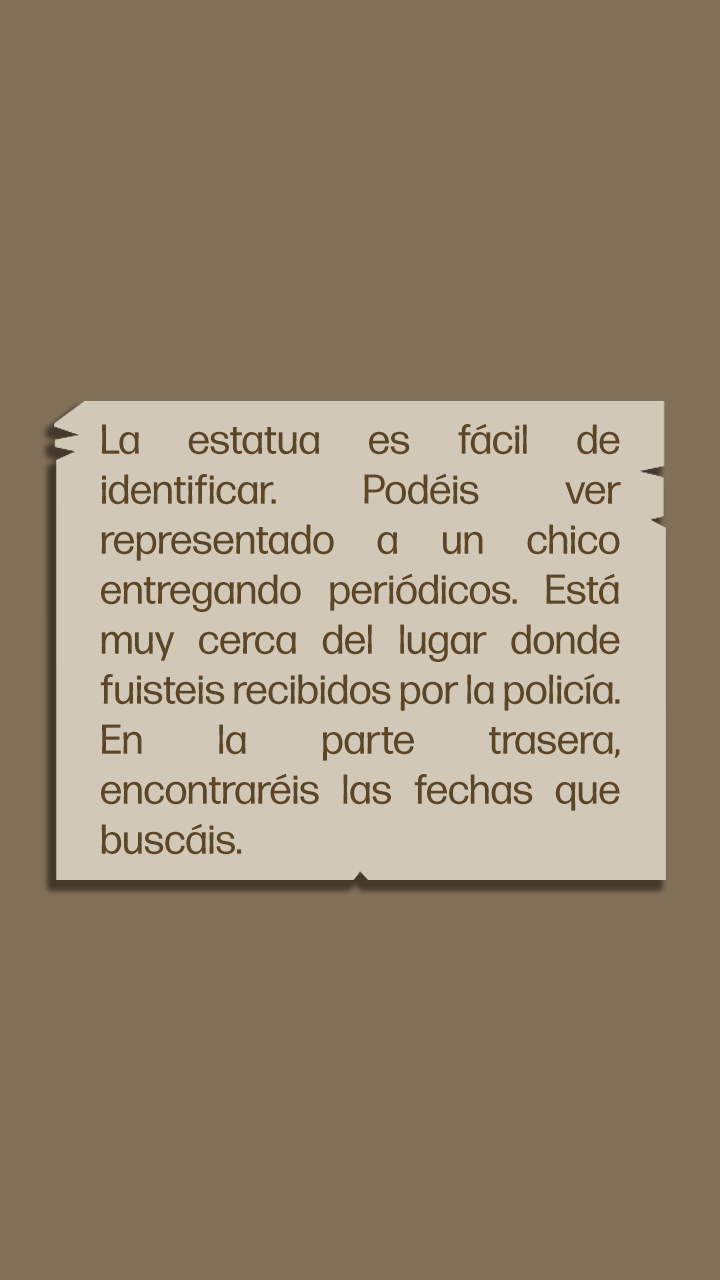 La estatua es fácil de
identificar. Podéis ver
representado a un chico
entregando periódicos. Está
muy cerca del lugar donde
fuisteis recibidos por la policía.
En la parte trasera,
encontraréis las fechas que
buscáis.